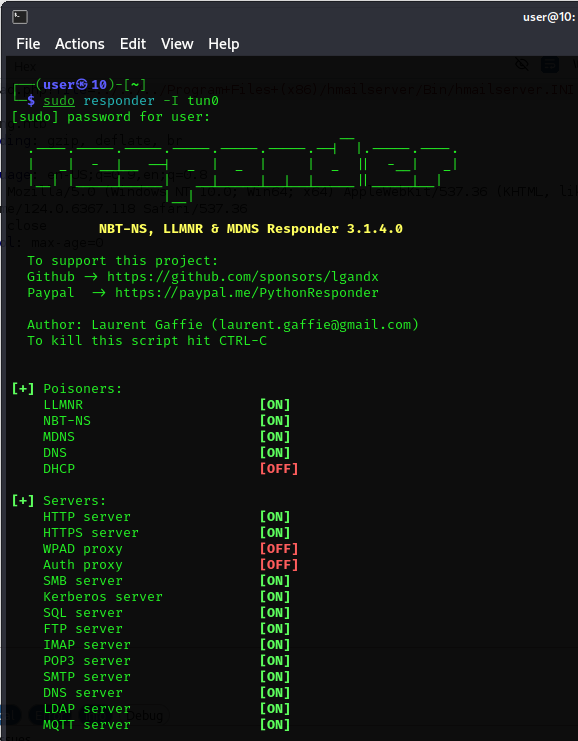 user@10:
File Actions Edit View Help
┌──(user㉿10)-[~]
└─$ sudo responder -I tun0
[sudo] password for user:
NBT-NS, LLMNR & MDNS Responder 3.1.4.0
To support this project:
Github -> https://github.com/sponsors/lgandx
Paypal -> https://paypal.me/PythonResponder
Author: Laurent Gaffie (laurent.gaffie@gmail.com)
To kill this script hit CTRL-C
[+] Poisoners:
LLMNR [ON]
NBT-NS [ON]
MDNS [ON]
DNS [ON]
DHCP [OFF]
[+] Servers:
HTTP server [ON]
HTTPS server [ON]
WPAD proxy [OFF]
Auth proxy [OFF]
SMB server [ON]
Kerberos server [ON]
SQL server [ON]
FTP server [ON]
IMAP server [ON]
POP3 server [ON]
SMTP server [ON]
DNS server [ON]
LDAP server [ON]
MQTT server [ON]